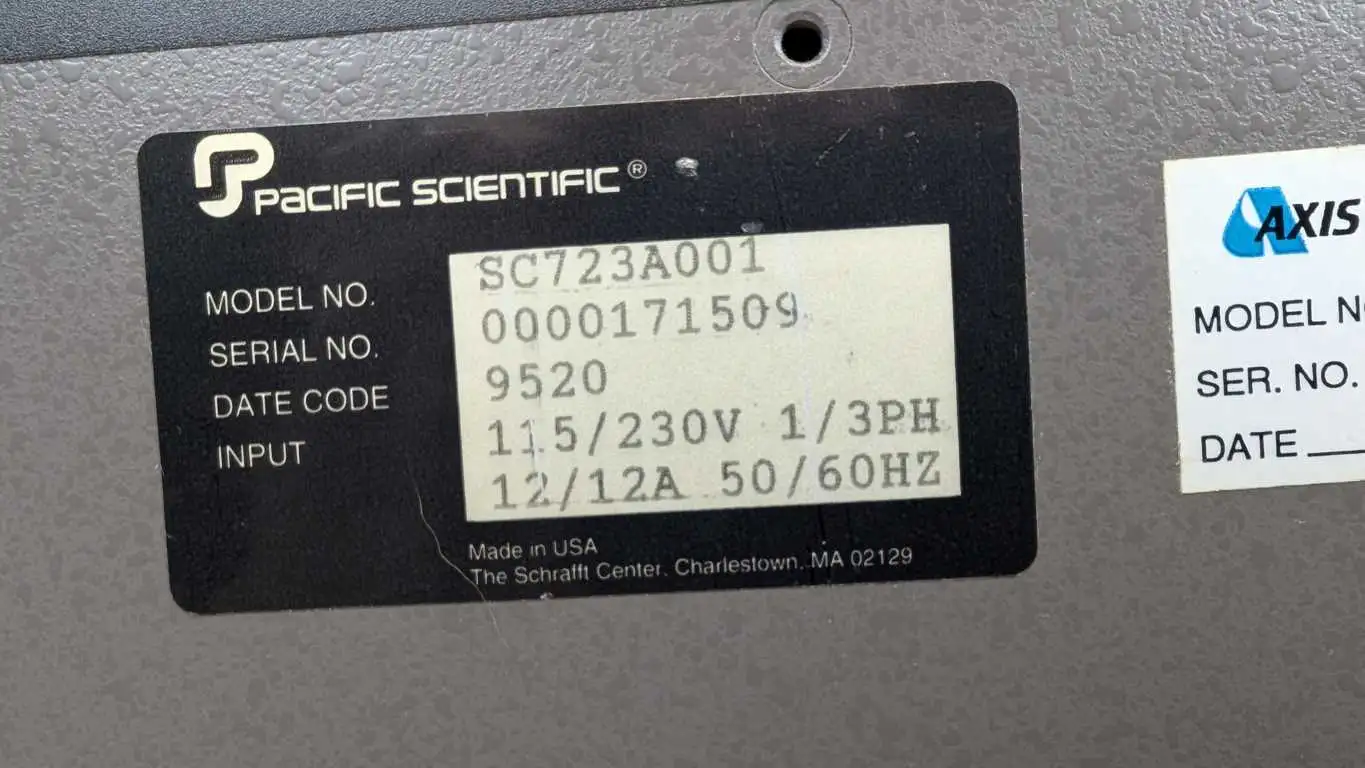 PACIFIC SCIENTIFIC®
MODEL NO. SC723A001
SERIAL NO. 0000171509
DATE CODE 9520
INPUT 115/230V 1/3PH
12/12A 50/60HZ
Made in USA
The Schrafft Center, Charlestown, MA 02129
AXIS
MODEL NO
SER. NO.
DATE